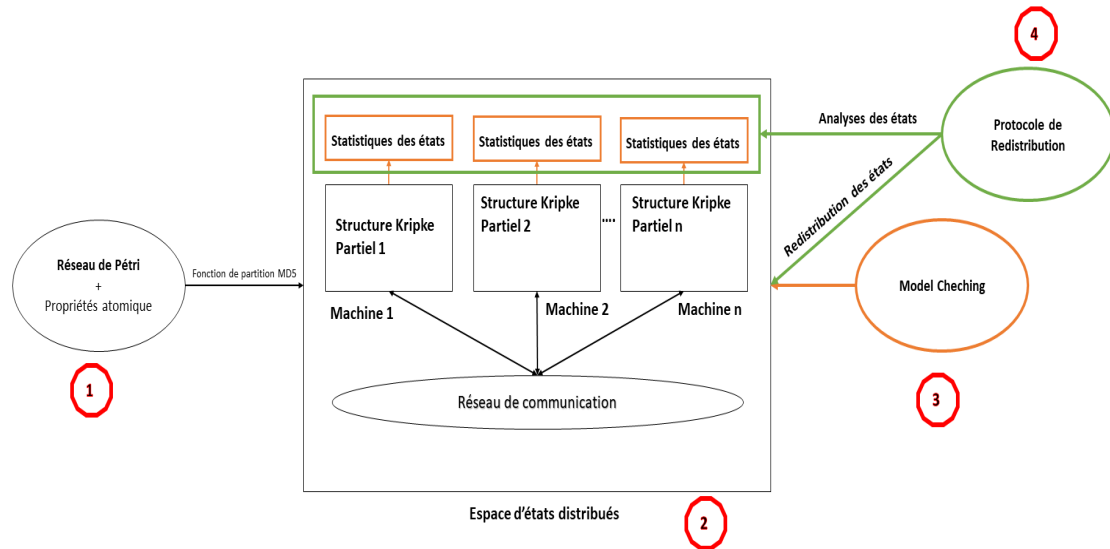 4
Statistiques des états
Statistiques des états
Statistiques des états
Analyses des états
Protocole de
Redistribution
Redistribution des états
Structure Kripke
Partiel 1
Structure Kripke
Partiel 2
....
Structure Kripke
Partiel n
Réseau de Pétri
+
Propriétés atomique
Fonction de partition MD5
Model Cheching
Machine 1
Machine 2
Machine n
1
3
Réseau de communication
Espace d'états distribués
2